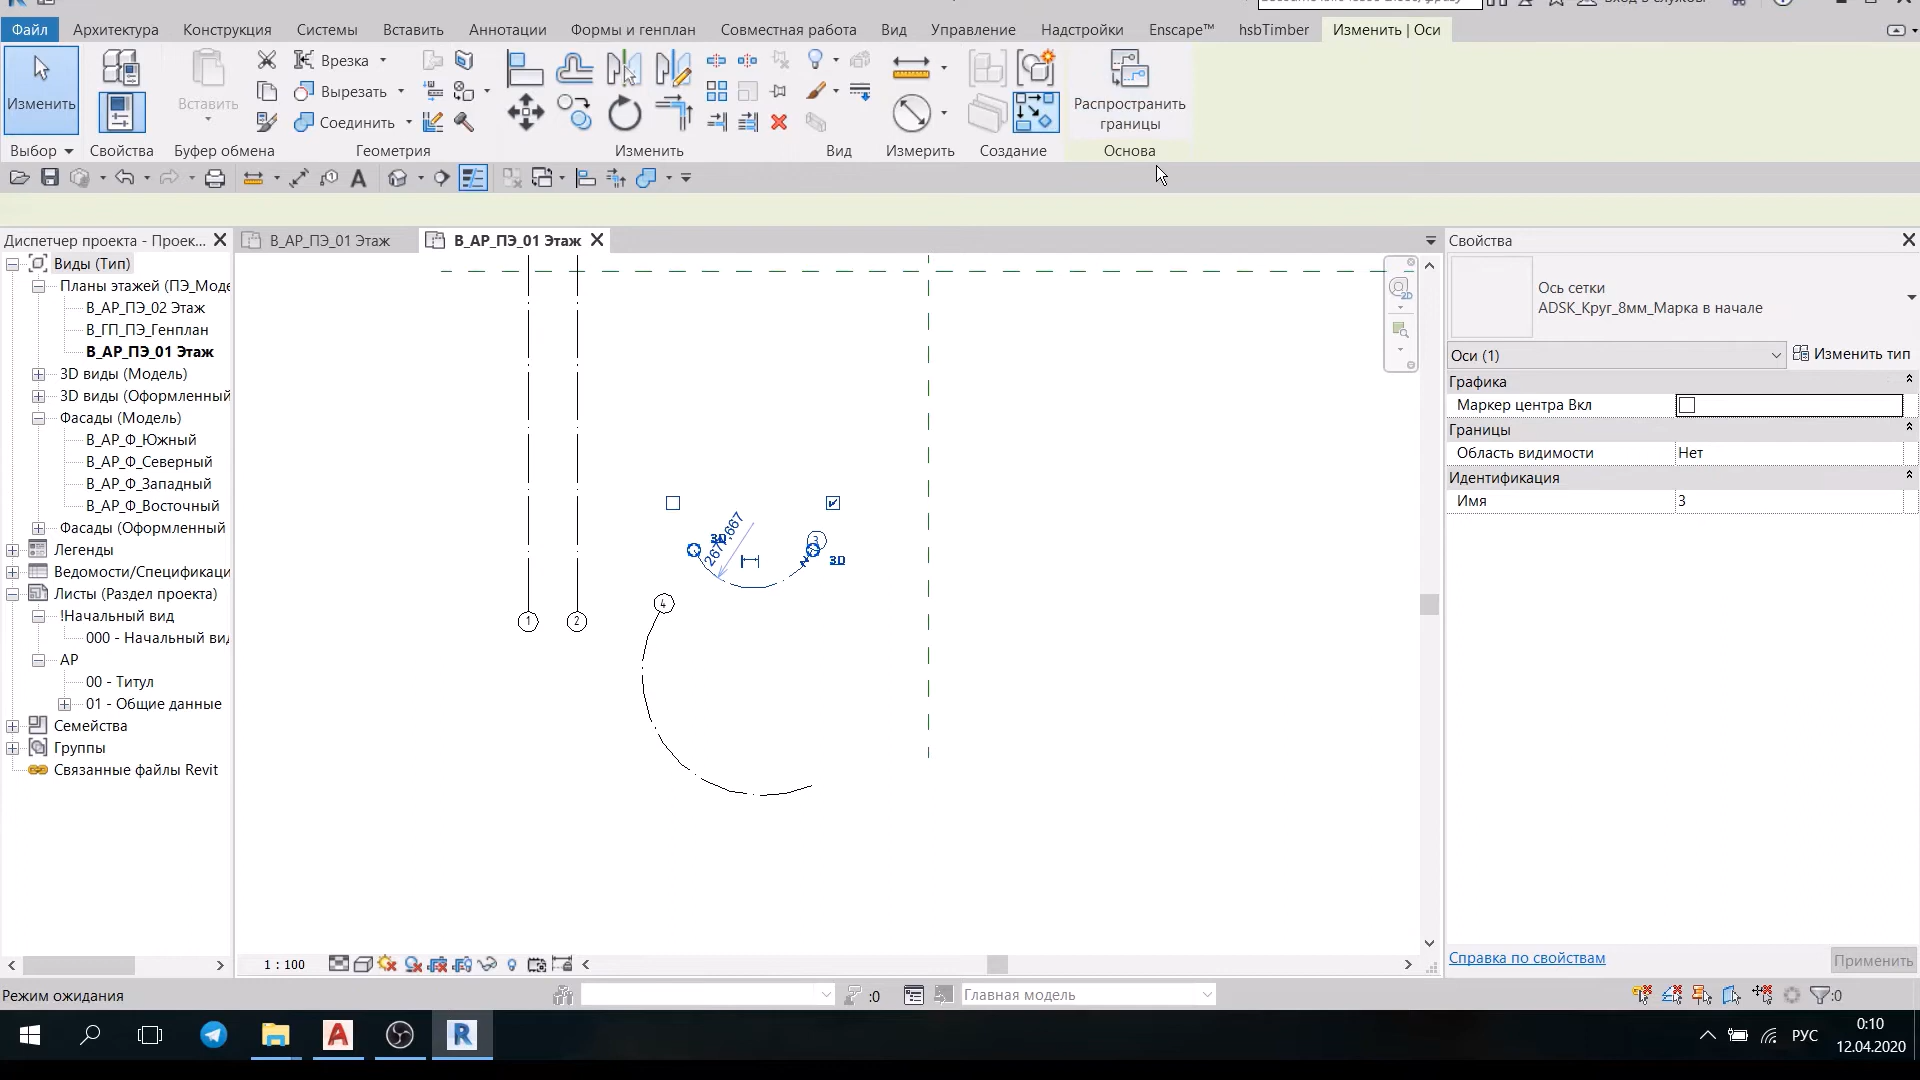 Файл
Архитектура
Конструкция
Системы
Вставить
Аннотации
Формы и генплан
Совместная работа
Вид
Управление
Надстройки
Enscape™
hsbTimber
Изменить | Оси
Изменить
Вставить
Врезка
Вырезать
Соединить
Распространить
границы
Выбор
Свойства
Буфер обмена
Геометрия
Изменить
Вид
Измерить
Создание
Основа
Диспетчер проекта - Проек...
В_АР_ПЭ_01 Этаж
В_АР_ПЭ_01 Этаж
Свойства
Виды (Тип)
Планы этажей (ПЭ_Моде
В_АР_ПЭ_02 Этаж
В_ГП_ПЭ_Генплан
В_АР_ПЭ_01 Этаж
3D виды (Модель)
3D виды (Оформленный
Фасады (Модель)
В_АР_Ф_Южный
В_АР_Ф_Северный
В_АР_Ф_Западный
В_АР_Ф_Восточный
Фасады (Оформленный
Легенды
Ведомости/Спецификаци
Листы (Раздел проекта)
!Начальный вид
000 - Начальный вид
АР
00 - Титул
01 - Общие данные
Семейства
Группы
Связанные файлы Revit
3D
3
3D
4
1
2
2D
Ось сетки
ADSK_Круг_8мм_Марка в начале
Оси (1)
Изменить тип
Графика
Маркер центра Вкл
Границы
Область видимости
Нет
Идентификация
Имя
3
Справка по свойствам
Применить
1 : 100
Режим ожидания
:0
Главная модель
:0
РУС
0:10
12.04.2020